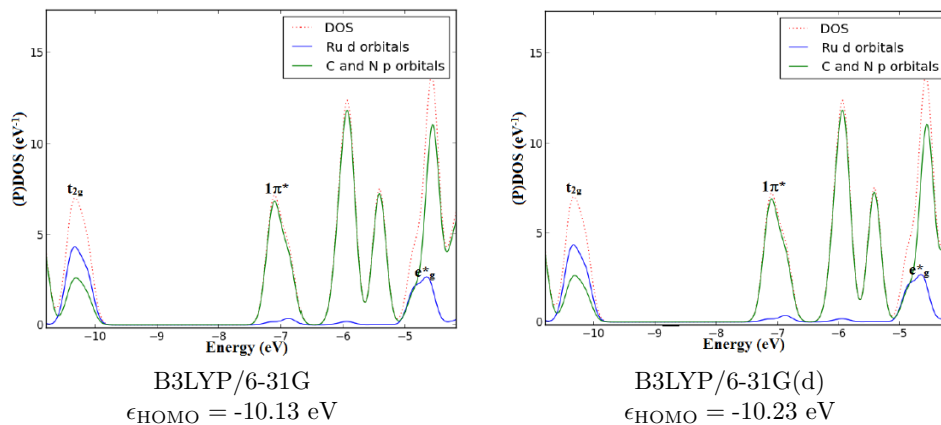 DOS
Ru d orbitals
C and N p orbitals
15
10
5
0
(P)DOS (eV⁻¹)
t₂g
1π*
e*g
−10
−9
−8
−7
−6
−5
Energy (eV)
B3LYP/6-31G
ϵHOMO = -10.13 eV
DOS
Ru d orbitals
C and N p orbitals
15
10
5
0
(P)DOS (eV⁻¹)
t₂g
1π*
e*g
−10
−9
−8
−7
−6
−5
Energy (eV)
B3LYP/6-31G(d)
ϵHOMO = -10.23 eV